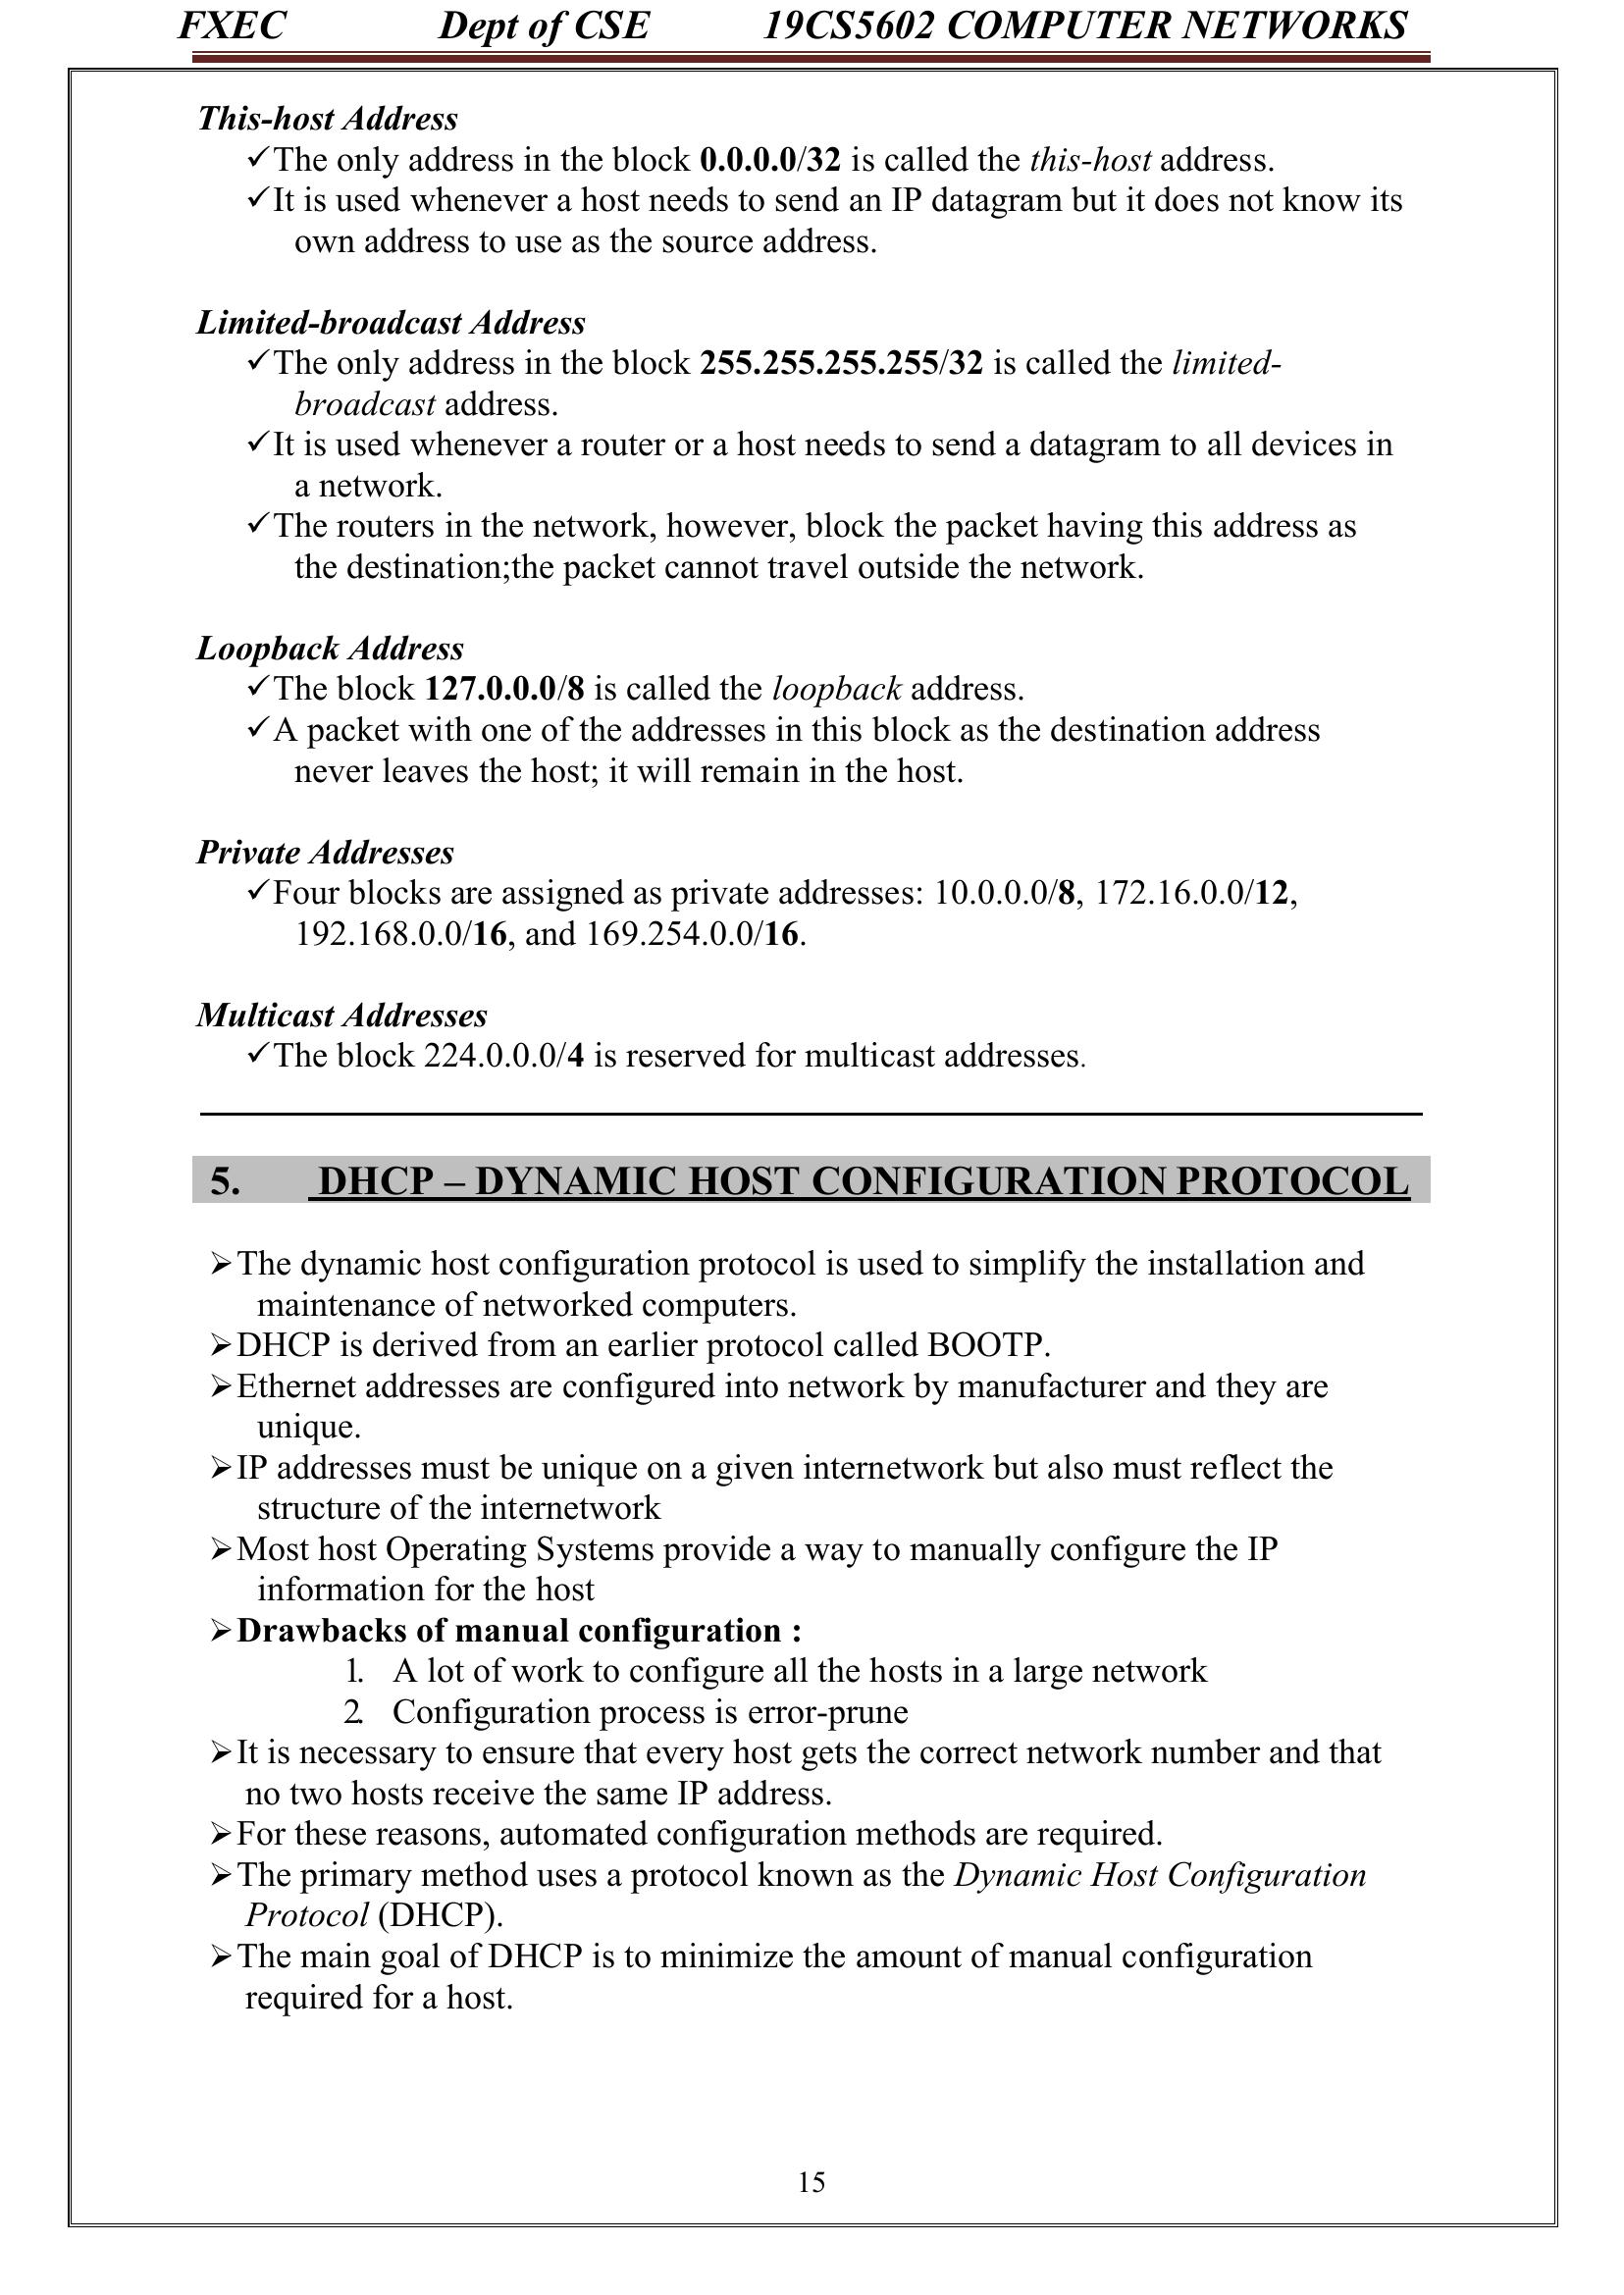 FXEC Dept of CSE 19CS5602 COMPUTER NETWORKS
This-host Address
✓The only address in the block 0.0.0.0/32 is called the this-host address.
✓It is used whenever a host needs to send an IP datagram but it does not know its
own address to use as the source address.
Limited-broadcast Address
✓The only address in the block 255.255.255.255/32 is called the limited-
broadcast address.
✓It is used whenever a router or a host needs to send a datagram to all devices in
a network.
✓The routers in the network, however, block the packet having this address as
the destination;the packet cannot travel outside the network.
Loopback Address
✓The block 127.0.0.0/8 is called the loopback address.
✓A packet with one of the addresses in this block as the destination address
never leaves the host; it will remain in the host.
Private Addresses
✓Four blocks are assigned as private addresses: 10.0.0.0/8, 172.16.0.0/12,
192.168.0.0/16, and 169.254.0.0/16.
Multicast Addresses
✓The block 224.0.0.0/4 is reserved for multicast addresses.
5. DHCP – DYNAMIC HOST CONFIGURATION PROTOCOL
➢The dynamic host configuration protocol is used to simplify the installation and
maintenance of networked computers.
➢DHCP is derived from an earlier protocol called BOOTP.
➢Ethernet addresses are configured into network by manufacturer and they are
unique.
➢IP addresses must be unique on a given internetwork but also must reflect the
structure of the internetwork
➢Most host Operating Systems provide a way to manually configure the IP
information for the host
➢Drawbacks of manual configuration :
1. A lot of work to configure all the hosts in a large network
2. Configuration process is error-prune
➢It is necessary to ensure that every host gets the correct network number and that
no two hosts receive the same IP address.
➢For these reasons, automated configuration methods are required.
➢The primary method uses a protocol known as the Dynamic Host Configuration
Protocol (DHCP).
➢The main goal of DHCP is to minimize the amount of manual configuration
required for a host.
15